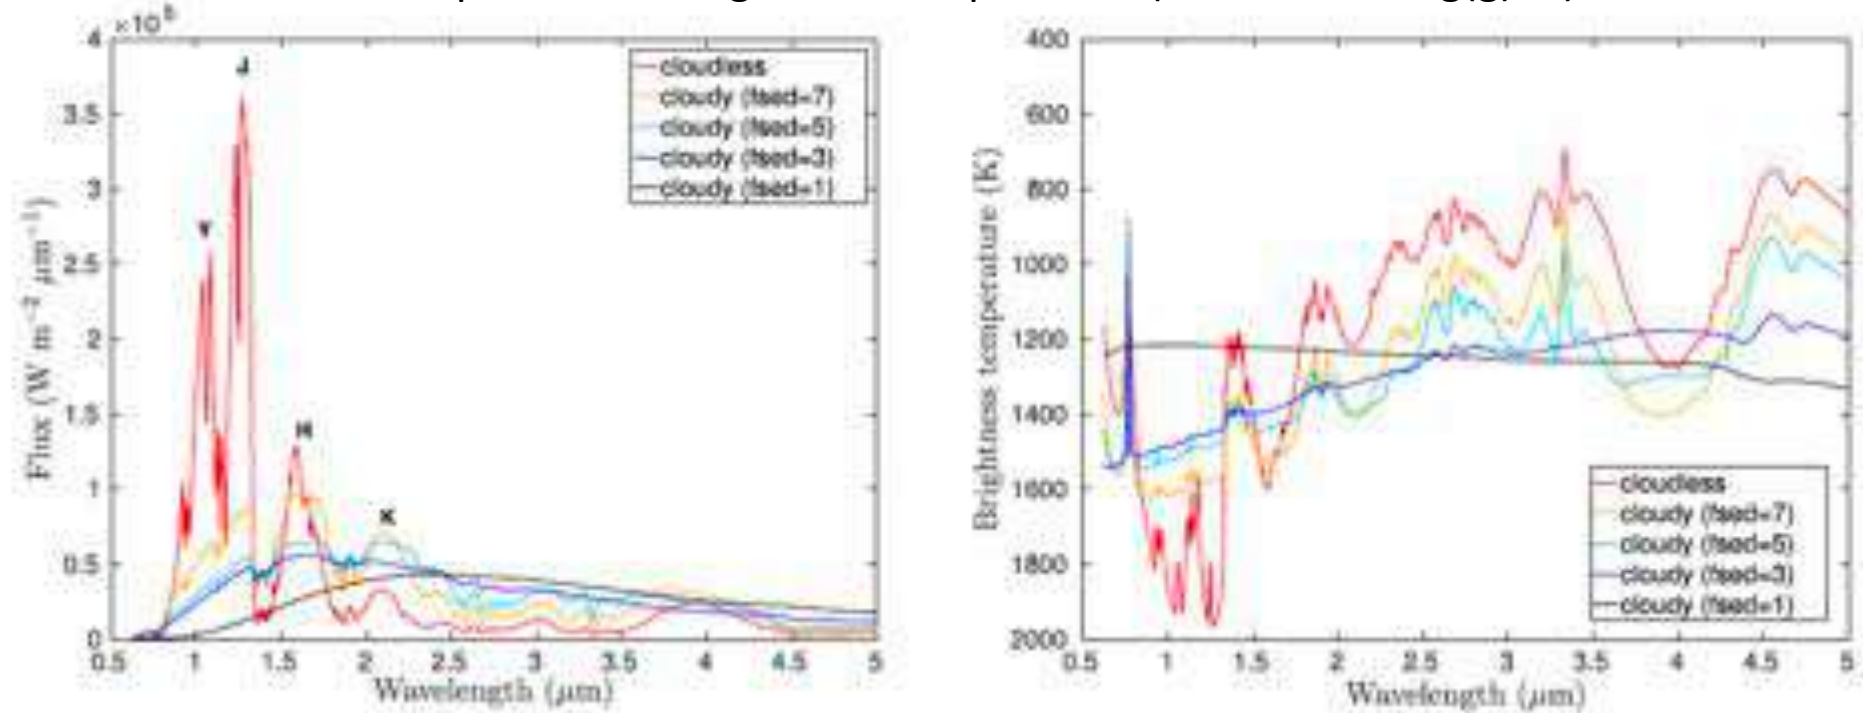 ×10⁵
4
3.5
3
2.5
2
1.5
1
0.5
0
Flux (W m⁻² μm⁻¹)
Y
J
H
K
cloudless
cloudy (fsed=7)
cloudy (fsed=5)
cloudy (fsed=3)
cloudy (fsed=1)
0.5 1 1.5 2 2.5 3 3.5 4 4.5 5
Wavelength (μm)
400
600
800
1000
1200
1400
1600
1800
2000
Brightness temperature (K)
cloudless
cloudy (fsed=7)
cloudy (fsed=5)
cloudy (fsed=3)
cloudy (fsed=1)
0.5 1 1.5 2 2.5 3 3.5 4 4.5 5
Wavelength (μm)